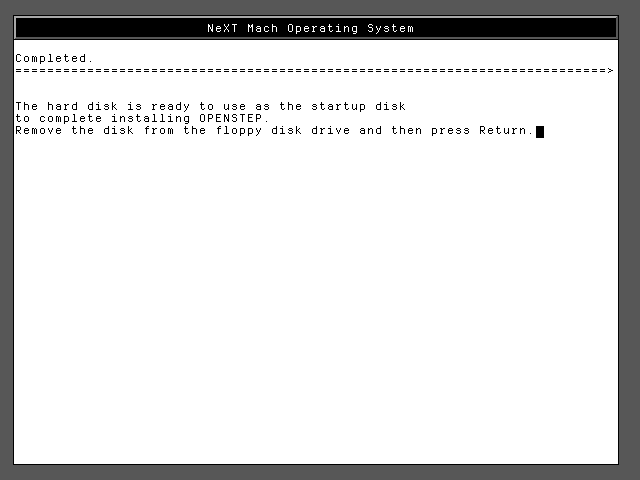 NeXT Mach Operating System
Completed.
==========================================================================>
The hard disk is ready to use as the startup disk
to complete installing OPENSTEP.
Remove the disk from the floppy disk drive and then press Return.